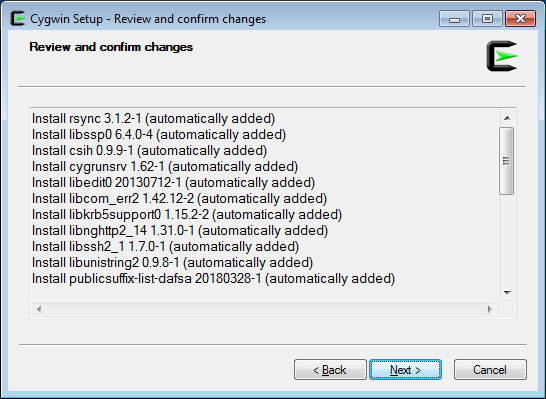 Cygwin Setup - Review and confirm changes
Review and confirm changes
Install rsync 3.1.2-1 (automatically added)
Install libssp0 6.4.0-4 (automatically added)
Install csih 0.9.9-1 (automatically added)
Install cygrunsrv 1.62-1 (automatically added)
Install libedit0 20130712-1 (automatically added)
Install libcom_err2 1.42.12-2 (automatically added)
Install libkrb5support0 1.15.2-2 (automatically added)
Install libnghttp2_14 1.31.0-1 (automatically added)
Install libssh2_1 1.7.0-1 (automatically added)
Install libunistring2 0.9.8-1 (automatically added)
Install publicsuffix-list-dafsa 20180328-1 (automatically added)
< Back Next > Cancel